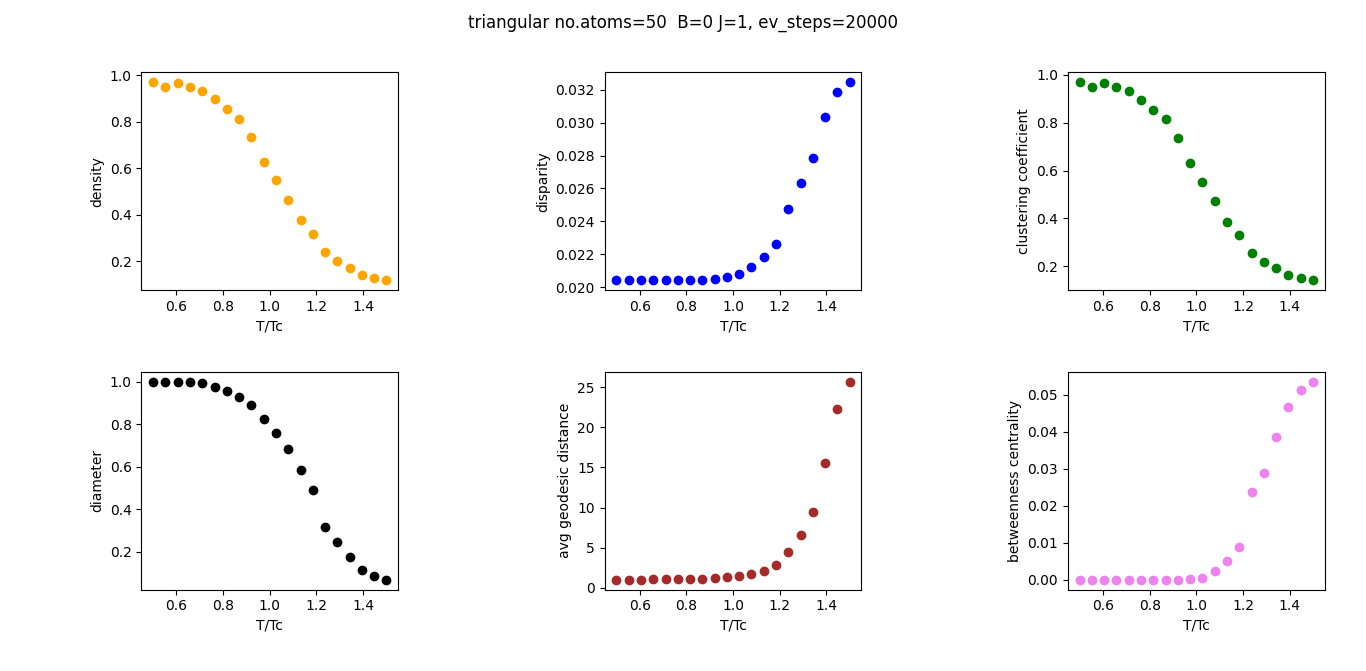 triangular no.atoms=50  B=0 J=1, ev_steps=20000
density
1.0
0.8
0.6
0.4
0.2
0.6 0.8 1.0 1.2 1.4
T/Tc
disparity
0.032
0.030
0.028
0.026
0.024
0.022
0.020
0.6 0.8 1.0 1.2 1.4
T/Tc
clustering coefficient
1.0
0.8
0.6
0.4
0.2
0.6 0.8 1.0 1.2 1.4
T/Tc
diameter
1.0
0.8
0.6
0.4
0.2
0.6 0.8 1.0 1.2 1.4
T/Tc
avg geodesic distance
25
20
15
10
5
0
0.6 0.8 1.0 1.2 1.4
T/Tc
betweenness centrality
0.05
0.04
0.03
0.02
0.01
0.00
0.6 0.8 1.0 1.2 1.4
T/Tc